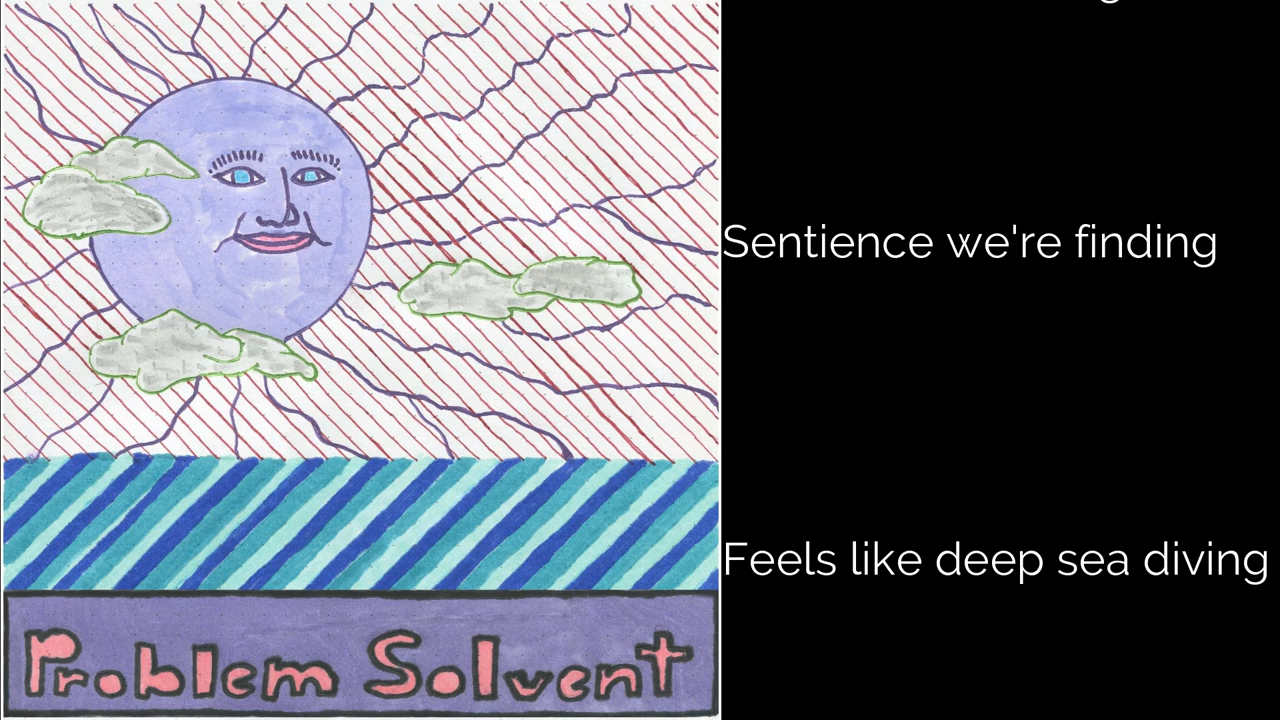 Sentience we're finding
Feels like deep sea diving
Problem Solvent